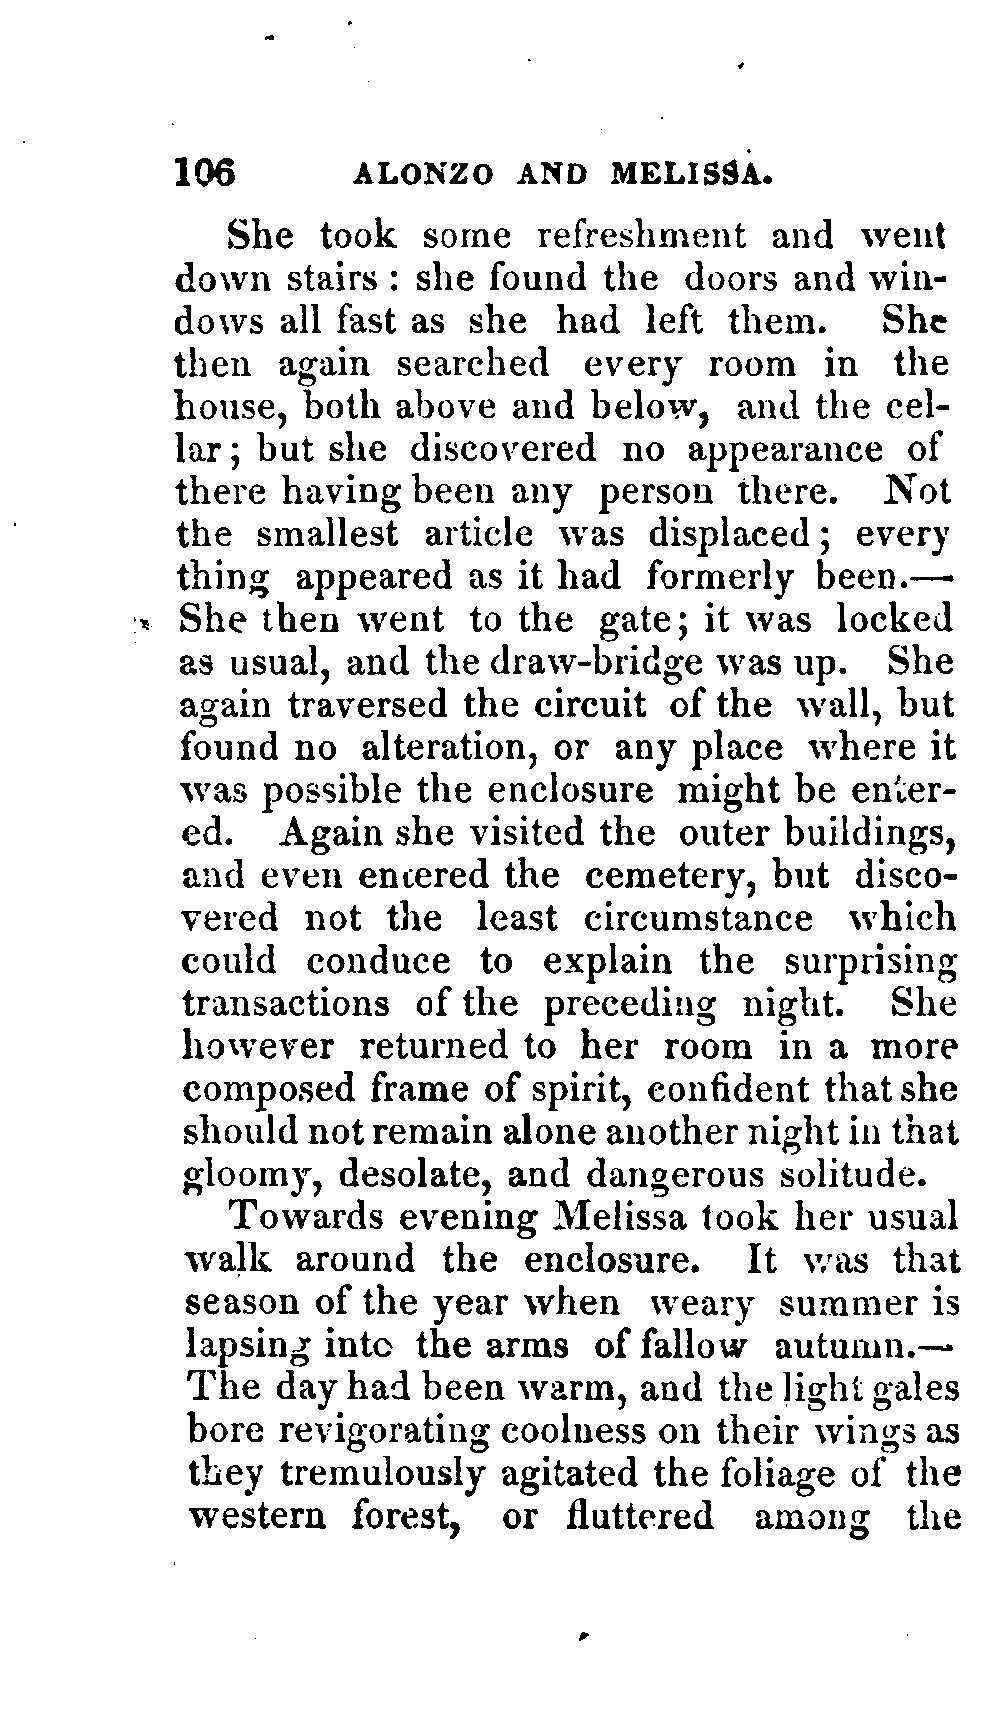 106 ALONZO AND MELISSA.
She took some refreshment and went
down stairs : she found the doors and win-
dows all fast as she had left them. She
then again searched every room in the
house, both above and below, and the cel-
lar; but she discovered no appearance of
there having been any person there. Not
the smallest article was displaced; every
thing appeared as it had formerly been.—
She then went to the gate; it was locked
as usual, and the draw-bridge was up. She
again traversed the circuit of the wall, but
found no alteration, or any place where it
was possible the enclosure might be enter-
ed. Again she visited the outer buildings,
and even entered the cemetery, but disco-
vered not the least circumstance which
could conduce to explain the surprising
transactions of the preceding night. She
however returned to her room in a more
composed frame of spirit, confident that she
should not remain alone another night in that
gloomy, desolate, and dangerous solitude.
Towards evening Melissa took her usual
walk around the enclosure. It was that
season of the year when weary summer is
lapsing into the arms of fallow autumn.—
The day had been warm, and the light gales
bore revigorating coolness on their wings as
they tremulously agitated the foliage of the
western forest, or fluttered among the